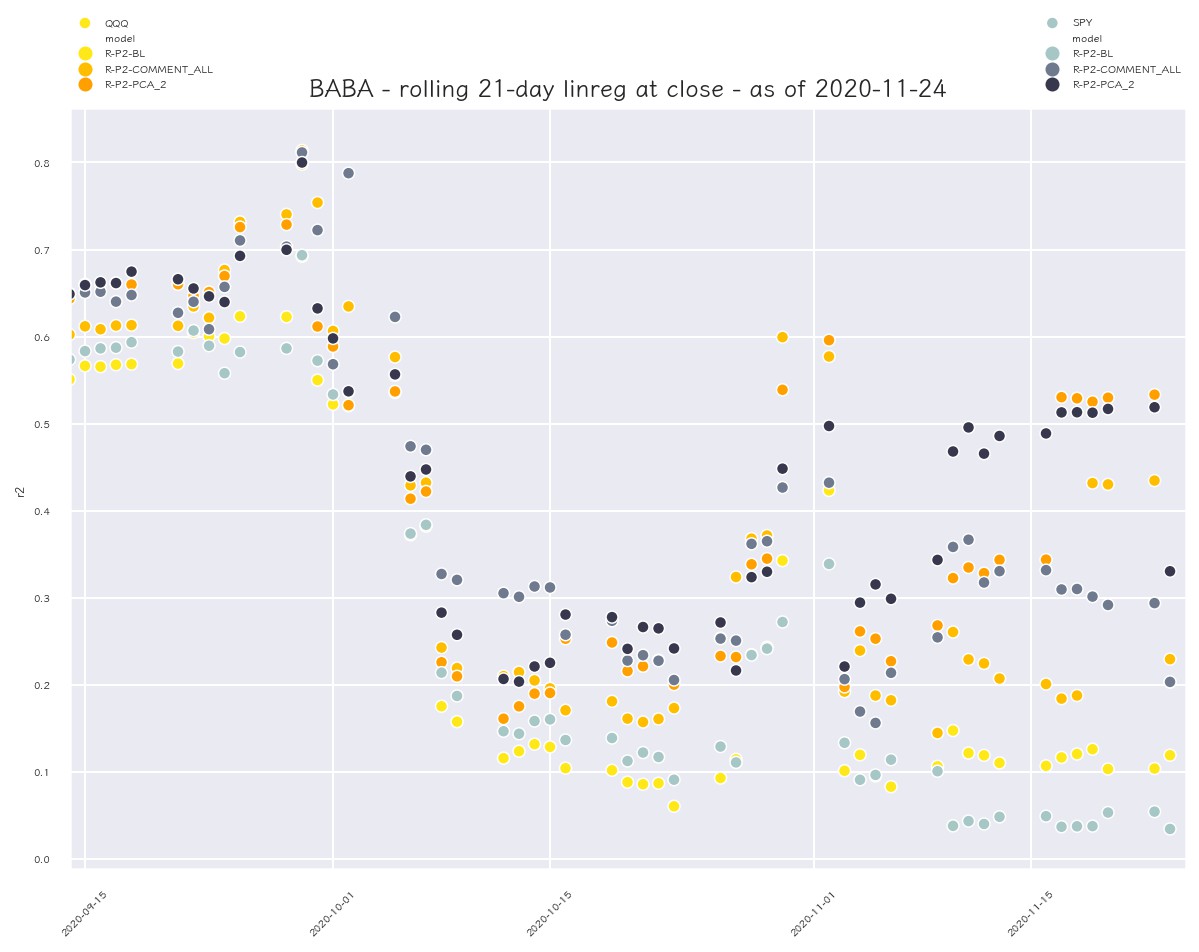 QQQ
model
R-P2-BL
R-P2-COMMENT_ALL
R-P2-PCA_2
SPY
model
R-P2-BL
R-P2-COMMENT_ALL
R-P2-PCA_2
BABA - rolling 21-day linreg at close - as of 2020-11-24
0.8
0.7
0.6
0.5
0.4
0.3
0.2
0.1
0.0
r2
2020-09-15
2020-10-01
2020-10-15
2020-11-01
2020-11-15